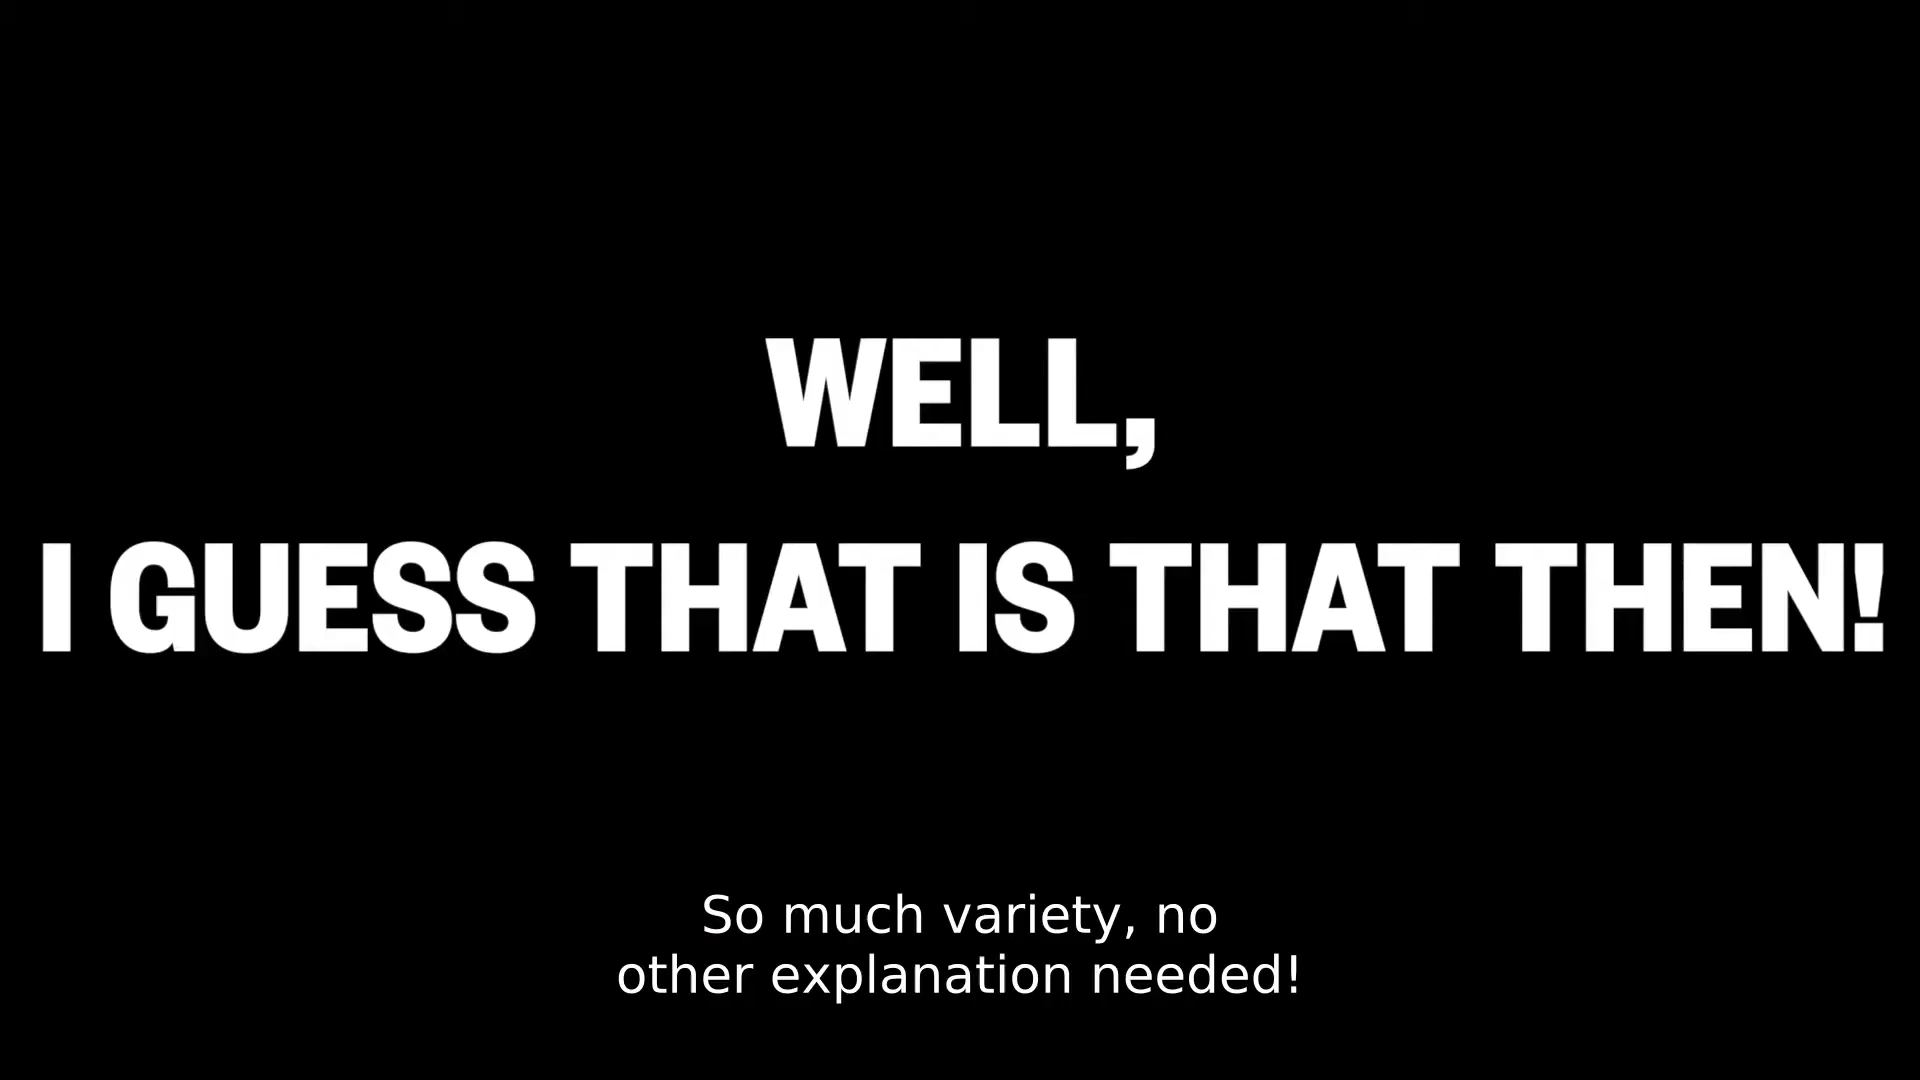 WELL,
I GUESS THAT IS THAT THEN!
So much variety, no
other explanation needed!